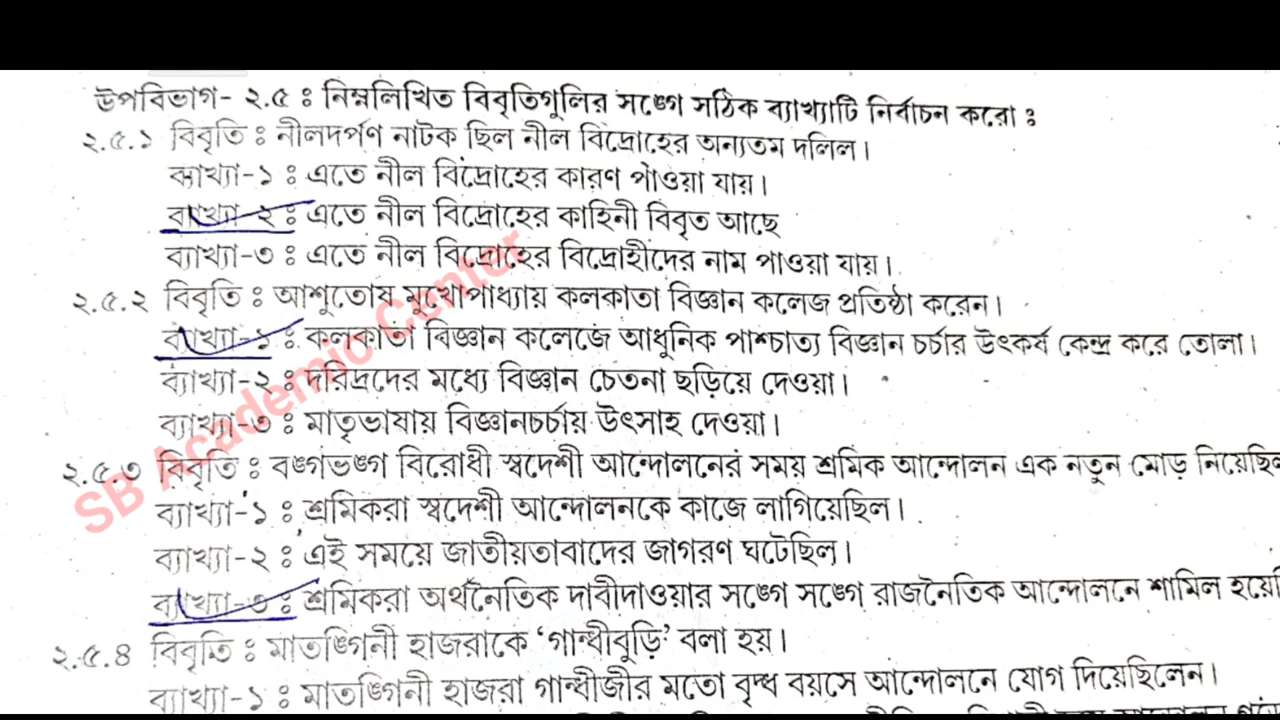 উপবিভাগ- ২.৫ ঃ নিম্নলিখিত বিবৃতিগুলির সঙ্গে সঠিক ব্যাখ্যাটি নির্বাচন করো ঃ
২.৫.১ বিবৃতি ঃ নীলদর্পণ নাটক ছিল নীল বিদ্রোহের অন্যতম দলিল।
ব্যাখ্যা-১ ঃ এতে নীল বিদ্রোহের কারণ পাওয়া যায়।
ব্যাখ্যা-২ ঃ এতে নীল বিদ্রোহের কাহিনী বিবৃত আছে
ব্যাখ্যা-৩ ঃ এতে নীল বিদ্রোহের বিদ্রোহীদের নাম পাওয়া যায়।
২.৫.২ বিবৃতি ঃ আশুতোষ মুখোপাধ্যায় কলকাতা বিজ্ঞান কলেজ প্রতিষ্ঠা করেন।
ব্যাখ্যা-১ ঃ কলকাতা বিজ্ঞান কলেজে আধুনিক পাশ্চাত্য বিজ্ঞান চর্চার উৎকর্ষ কেন্দ্র করে তোলা।
ব্যাখ্যা-২ ঃ দরিদ্রদের মধ্যে বিজ্ঞান চেতনা ছড়িয়ে দেওয়া।
ব্যাখ্যা-৩ ঃ মাতৃভাষায় বিজ্ঞানচর্চায় উৎসাহ দেওয়া।
২.৫.৩ বিবৃতি ঃ বঙ্গভঙ্গ বিরোধী স্বদেশী আন্দোলনের সময় শ্রমিক আন্দোলন এক নতুন মোড় নিয়েছিল
ব্যাখ্যা-১ ঃ শ্রমিকরা স্বদেশী আন্দোলনকে কাজে লাগিয়েছিল।
ব্যাখ্যা-২ ঃ এই সময়ে জাতীয়তাবাদের জাগরণ ঘটেছিল।
ব্যাখ্যা-৩ ঃ শ্রমিকরা অর্থনৈতিক দাবীদাওয়ার সঙ্গে সঙ্গে রাজনৈতিক আন্দোলনে শামিল হয়ে
২.৫.৪ বিবৃতি ঃ মাতঙ্গিনী হাজরাকে ‘গান্ধীবুড়ি’ বলা হয়।
ব্যাখ্যা-১ ঃ মাতঙ্গিনী হাজরা গান্ধীজীর মতো বৃদ্ধ বয়সে আন্দোলনে যোগ দিয়েছিলেন।
SB Academic Center